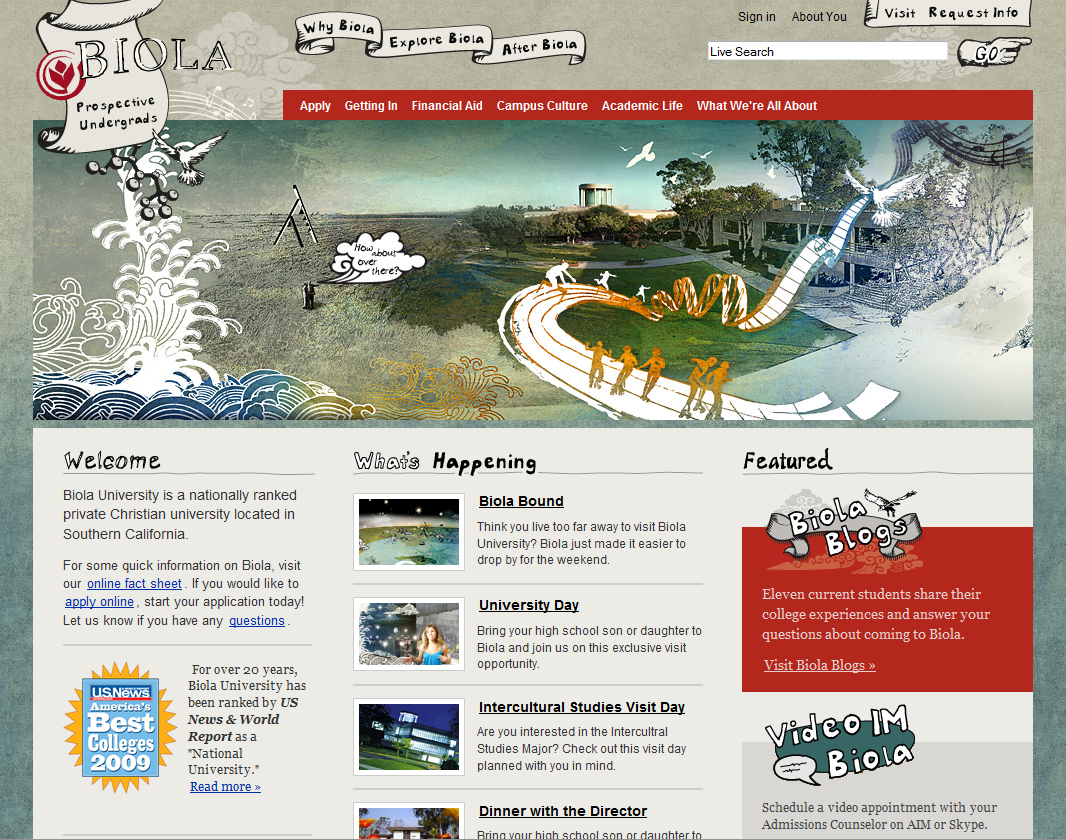 Why Biola
Explore Biola
After Biola
Sign in
About You
Visit
Request Info
BIOLA
Prospective
Undergrads
Live Search
GO
Apply
Getting In
Financial Aid
Campus Culture
Academic Life
What We're All About
How
about
over
there?
Welcome
Biola University is a nationally ranked
private Christian university located in
Southern California.
For some quick information on Biola, visit
our online fact sheet. If you would like to
apply online, start your application today!
Let us know if you have any questions.
USNews
America's
Best
Colleges
2009
For over 20 years,
Biola University has
been ranked by US
News & World
Report as a
"National
University."
Read more »
What's Happening
Biola Bound
Think you live too far away to visit Biola
University? Biola just made it easier to
drop by for the weekend.
University Day
Bring your high school son or daughter to
Biola and join us on this exclusive visit
opportunity.
Intercultural Studies Visit Day
Are you interested in the Intercultral
Studies Major? Check out this visit day
planned with you in mind.
Dinner with the Director
Bring your high school son or daughter to
Featured
Biola
Blogs
Eleven current students share their
college experiences and answer your
questions about coming to Biola.
Visit Biola Blogs »
Video IM
Biola
Schedule a video appointment with your
Admissions Counselor on AIM or Skype.